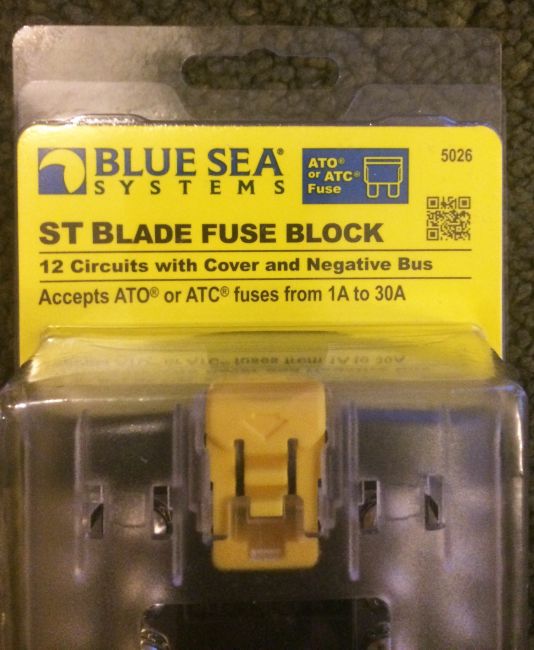 BLUE SEA®
SYSTEMS
ATO®
or ATC®
Fuse
5026
ST BLADE FUSE BLOCK
12 Circuits with Cover and Negative Bus
Accepts ATO® or ATC® fuses from 1A to 30A